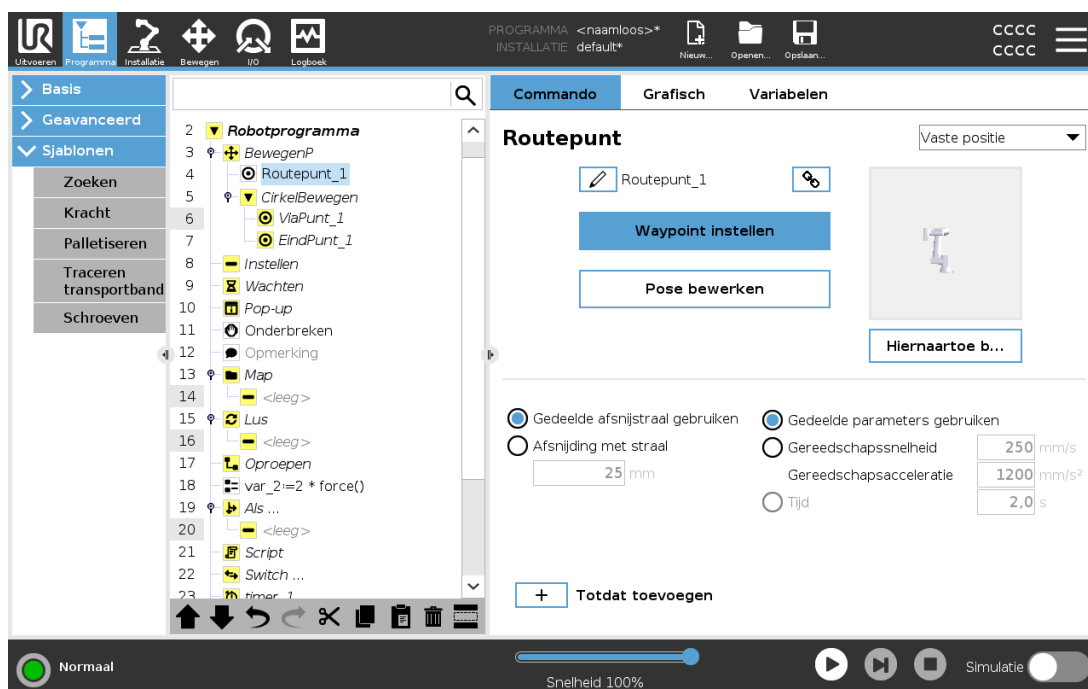 PROGRAMMA <naamloos>*
INSTALLATIE default*
CCCC
CCCC
Uitvoeren Programma Installatie Bewegen I/O Logboek Nieuw... Openen... Opslaan...
Basis
Geavanceerd
Sjablonen
Zoeken
Kracht
Palletiseren
Traceren
transportband
Schroeven
2 Robotprogramma
3 BewegenP
4 Routepunt_1
5 CirkelBewegen
6 ViaPunt_1
7 EindPunt_1
8 Instellen
9 Wachten
10 Pop-up
11 Onderbreken
12 Opmerking
13 Map
14 <leeg>
15 Lus
16 <leeg>
17 Oproepen
18 var_2:=2 * force()
19 Als ...
20 <leeg>
21 Script
22 Switch ...
23 timer_1
Commando Grafisch Variabelen
Routepunt
Vaste positie
Routepunt_1
Waypoint instellen
Pose bewerken
Hiernaartoe b...
Gedeelde afsnijstraal gebruiken
Afsnijding met straal
25 mm
Gedeelde parameters gebruiken
Gereedschapssnelheid 250 mm/s
Gereedschapsacceleratie 1200 mm/s²
Tijd 2,0 s
+ Totdat toevoegen
Normaal
Snelheid 100%
Simulatie